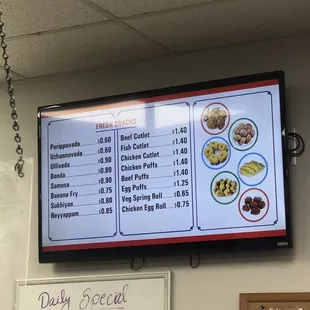 FRESH SNACKS
Parippuvada £0.60
Uzhunnuvada £0.60
Ullivada £0.80
Bonda £0.80
Samosa £0.90
Banana Fry £0.75
Sukhiyan £0.80
Neyyappam £0.85
Beef Cutlet £1.40
Fish Cutlet £1.40
Chicken Cutlet £1.40
Chicken Puffs £1.40
Beef Puffs £1.40
Egg Puffs £1.25
Veg Spring Roll £0.65
Chicken Egg Roll £0.75
VIZIO
Daily Special